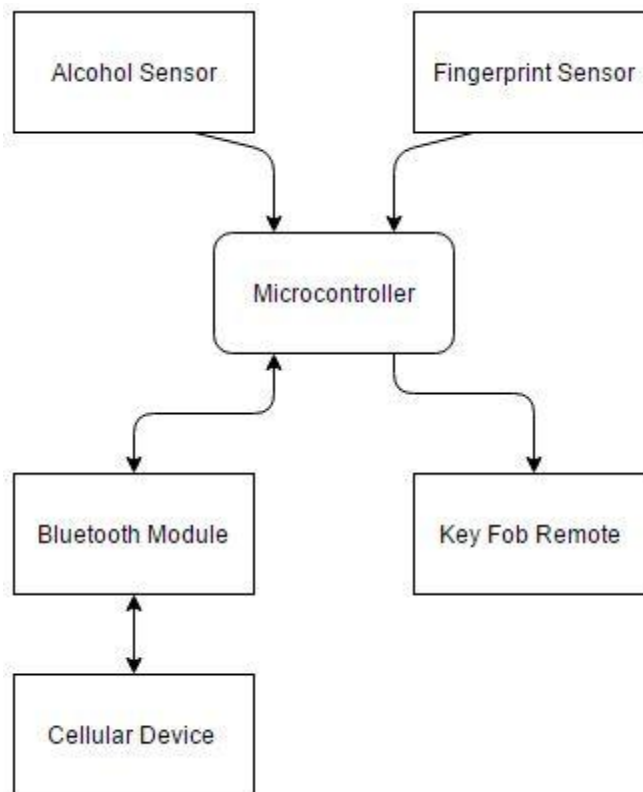 Alcohol Sensor
Fingerprint Sensor
Microcontroller
Bluetooth Module
Key Fob Remote
Cellular Device